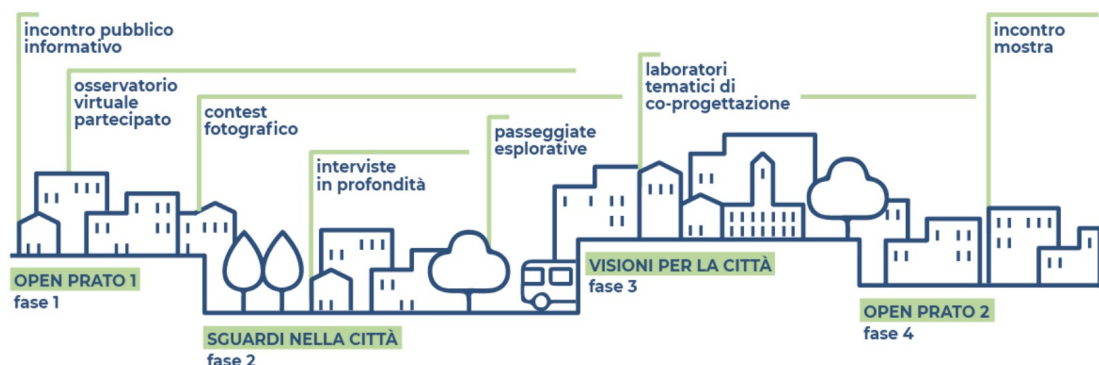 incontro pubblico
informativo
osservatorio
virtuale
partecipato
contest
fotografico
interviste
in profondità
passeggiate
esplorative
laboratori
tematici di
co-progettazione
incontro
mostra
OPEN PRATO 1
fase 1
SGUARDI NELLA CITTÀ
fase 2
VISIONI PER LA CITTÀ
fase 3
OPEN PRATO 2
fase 4